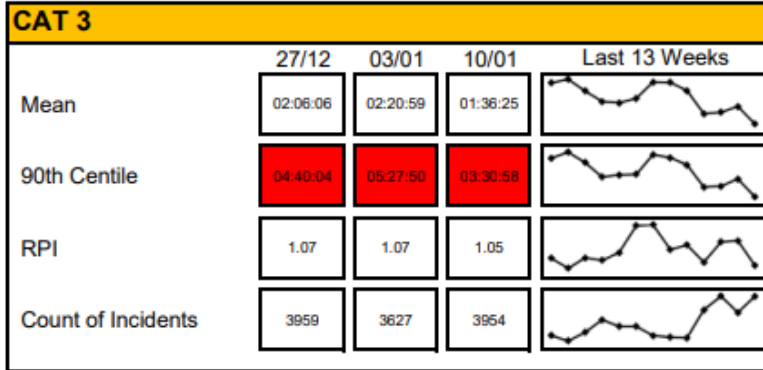 CAT 3
27/12 03/01 10/01 Last 13 Weeks
Mean 02:06:06 02:20:59 01:36:25
90th Centile 04:40:04 05:27:50 03:30:58
RPI 1.07 1.07 1.05
Count of Incidents 3959 3627 3954